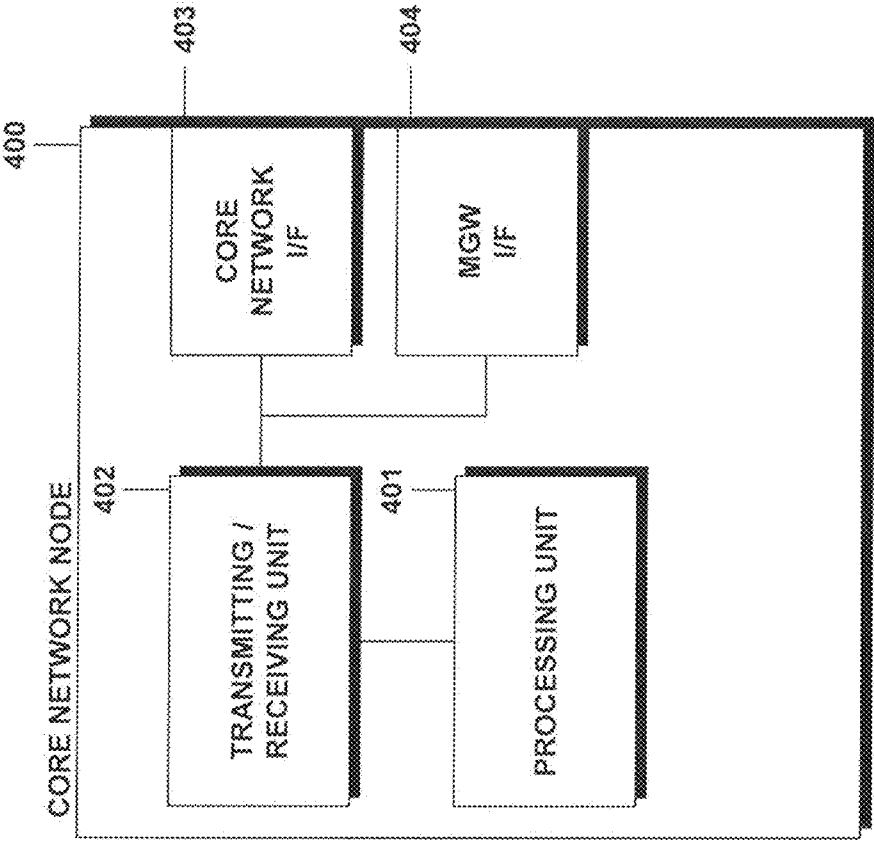 CORE NETWORK NODE
400
402
TRANSMITTING /
RECEIVING UNIT
403
CORE
NETWORK
I/F
401
PROCESSING UNIT
404
MGW
I/F